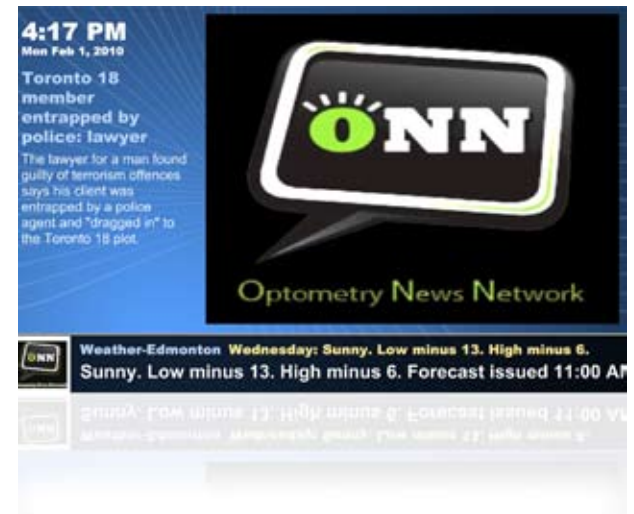 4:17 PM
Mon Feb 1, 2010
Toronto 18
member
entrapped by
police: lawyer
The lawyer for a man found
guilty of terrorism offences
says his client was
entrapped by a police
agent and "dragged in" to
the Toronto 18 plot.
ONN
Optometry News Network
ONN
Weather-Edmonton Wednesday: Sunny. Low minus 13. High minus 6.
Sunny. Low minus 13. High minus 6. Forecast issued 11:00 AM